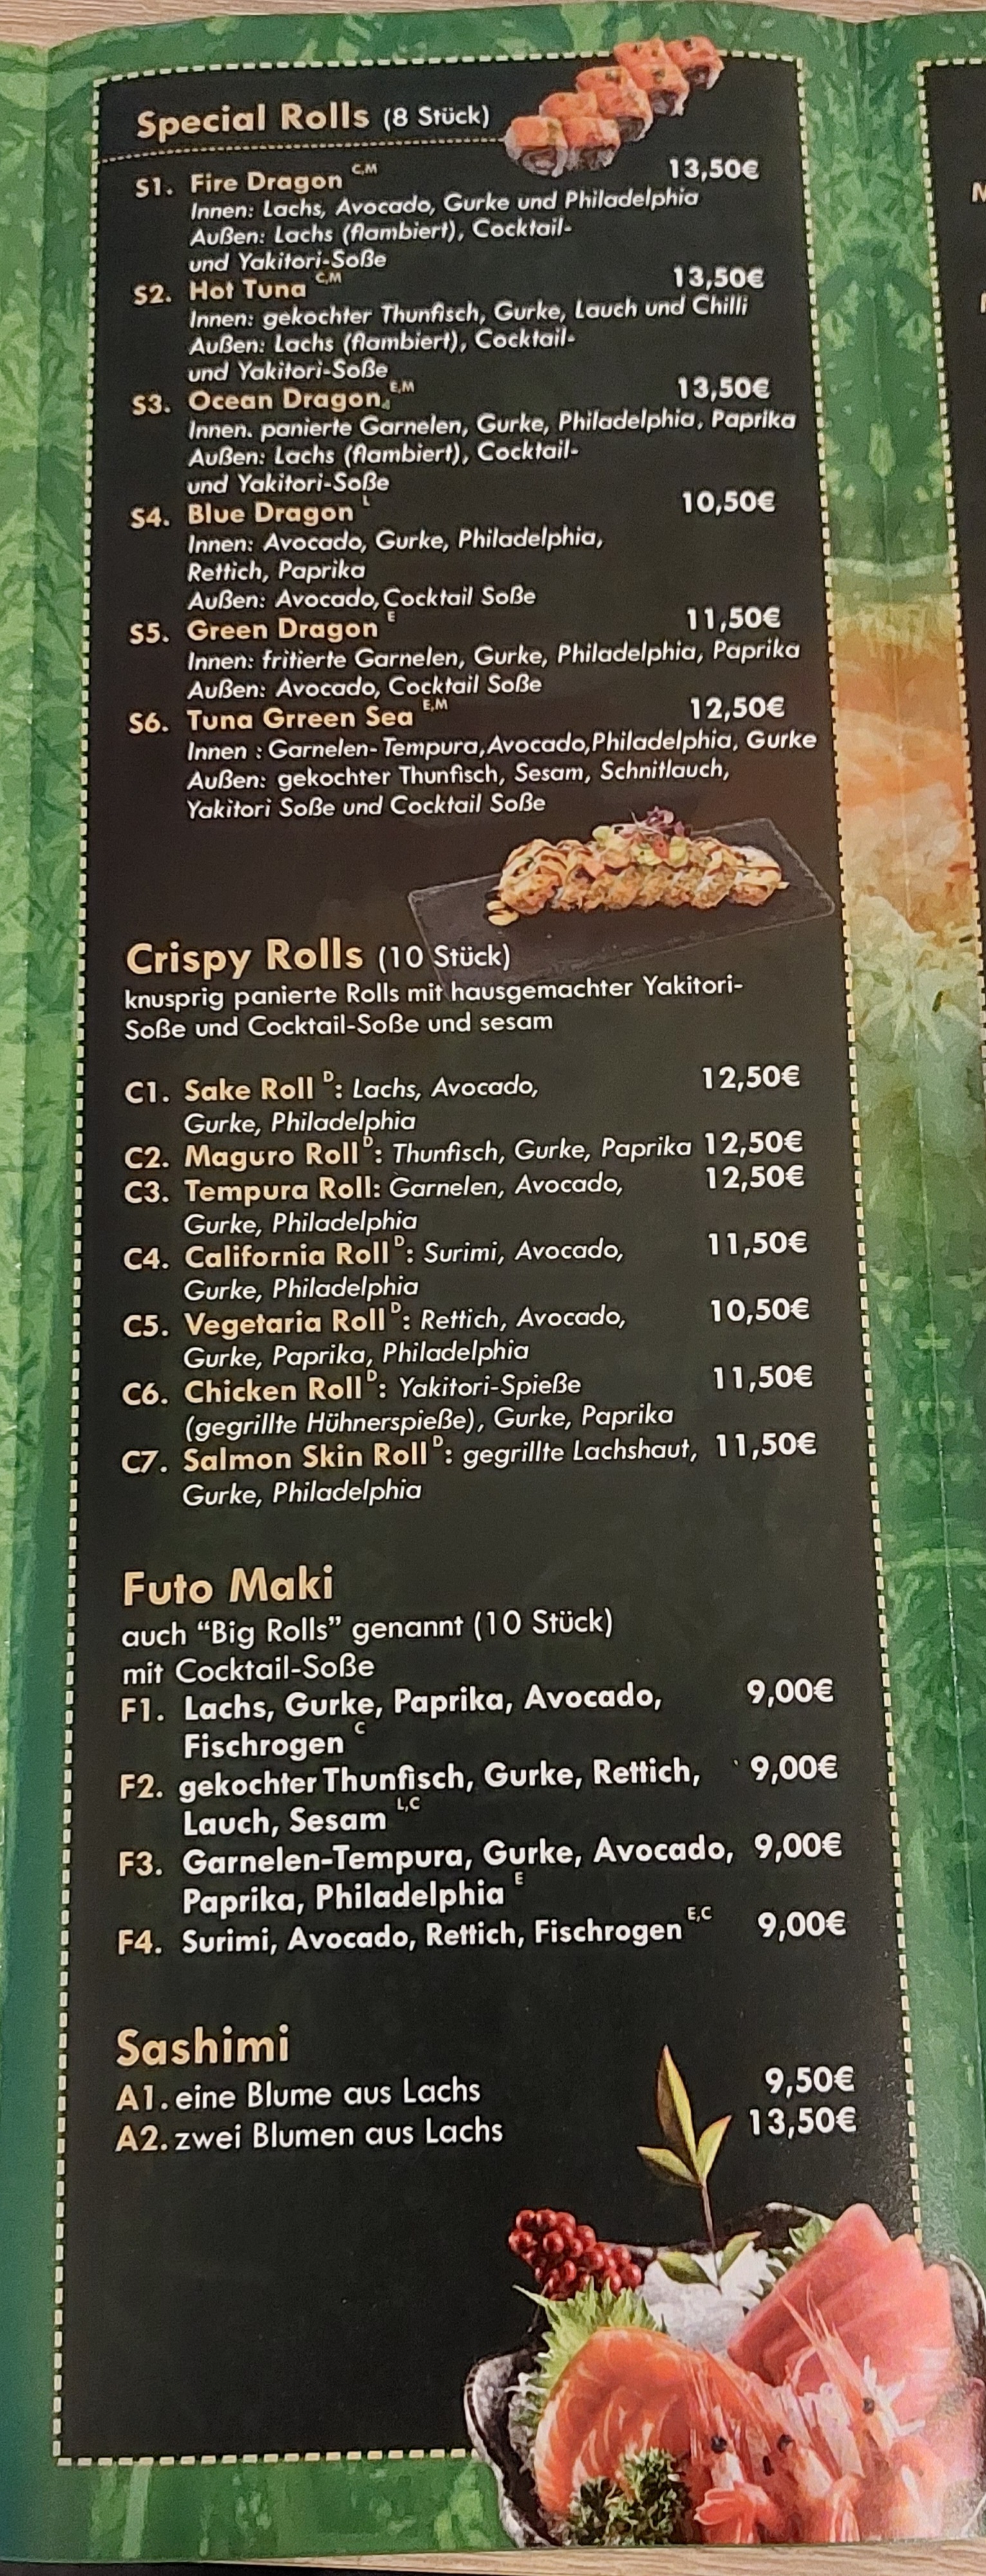 Special Rolls (8 Stück)
S1. Fire Dragon C,M 13,50€
Innen: Lachs, Avocado, Gurke und Philadelphia
Außen: Lachs (flambiert), Cocktail-
und Yakitori-Soße
S2. Hot Tuna C,M 13,50€
Innen: gekochter Thunfisch, Gurke, Lauch und Chilli
Außen: Lachs (flambiert), Cocktail-
und Yakitori-Soße
S3. Ocean Dragon E,M 13,50€
Innen. panierte Garnelen, Gurke, Philadelphia, Paprika
Außen: Lachs (flambiert), Cocktail-
und Yakitori-Soße
S4. Blue Dragon L 10,50€
Innen: Avocado, Gurke, Philadelphia,
Rettich, Paprika
Außen: Avocado, Cocktail Soße
S5. Green Dragon E 11,50€
Innen: fritierte Garnelen, Gurke, Philadelphia, Paprika
Außen: Avocado, Cocktail Soße
S6. Tuna Grreen Sea E,M 12,50€
Innen : Garnelen- Tempura,Avocado,Philadelphia, Gurke
Außen: gekochter Thunfisch, Sesam, Schnitlauch,
Yakitori Soße und Cocktail Soße
Crispy Rolls (10 Stück)
knusprig panierte Rolls mit hausgemachter Yakitori-
Soße und Cocktail-Soße und sesam
C1. Sake Roll D: Lachs, Avocado, 12,50€
Gurke, Philadelphia
C2. Maguro Roll D: Thunfisch, Gurke, Paprika 12,50€
C3. Tempura Roll: Garnelen, Avocado, 12,50€
Gurke, Philadelphia
C4. California Roll D: Surimi, Avocado, 11,50€
Gurke, Philadelphia
C5. Vegetaria Roll D: Rettich, Avocado, 10,50€
Gurke, Paprika, Philadelphia
C6. Chicken Roll D: Yakitori-Spieße 11,50€
(gegrillte Hühnerspieße), Gurke, Paprika
C7. Salmon Skin Roll D: gegrillte Lachshaut, 11,50€
Gurke, Philadelphia
Futo Maki
auch “Big Rolls” genannt (10 Stück)
mit Cocktail-Soße
F1. Lachs, Gurke, Paprika, Avocado, 9,00€
Fischrogen C
F2. gekochter Thunfisch, Gurke, Rettich, 9,00€
Lauch, Sesam L,C
F3. Garnelen-Tempura, Gurke, Avocado, 9,00€
Paprika, Philadelphia E
F4. Surimi, Avocado, Rettich, Fischrogen E,C 9,00€
Sashimi
A1. eine Blume aus Lachs 9,50€
A2. zwei Blumen aus Lachs 13,50€